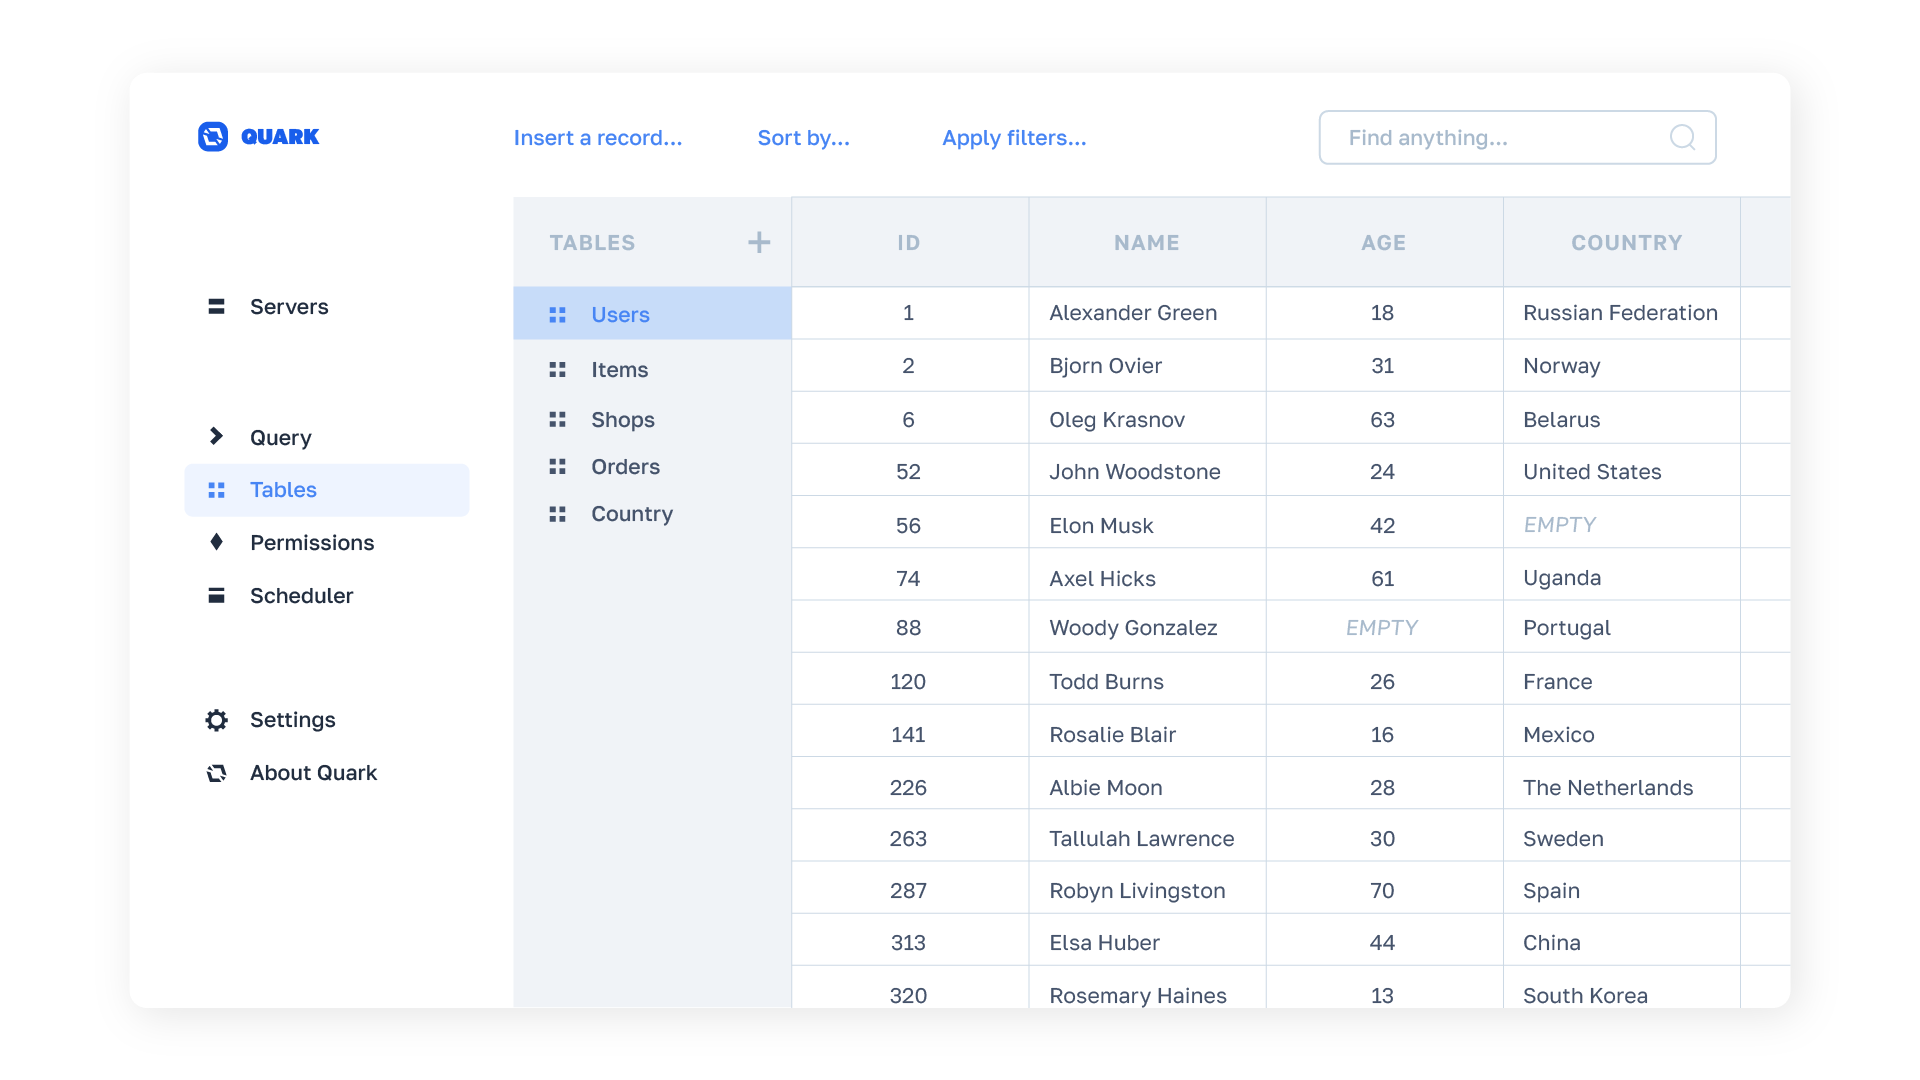 QUARK
Insert a record...
Sort by...
Apply filters...
Find anything...
Servers
Query
Tables
Permissions
Scheduler
Settings
About Quark
TABLES
Users
Items
Shops
Orders
Country
ID NAME AGE COUNTRY
1 Alexander Green 18 Russian Federation
2 Bjorn Ovier 31 Norway
6 Oleg Krasnov 63 Belarus
52 John Woodstone 24 United States
56 Elon Musk 42 EMPTY
74 Axel Hicks 61 Uganda
88 Woody Gonzalez EMPTY Portugal
120 Todd Burns 26 France
141 Rosalie Blair 16 Mexico
226 Albie Moon 28 The Netherlands
263 Tallulah Lawrence 30 Sweden
287 Robyn Livingston 70 Spain
313 Elsa Huber 44 China
320 Rosemary Haines 13 South Korea